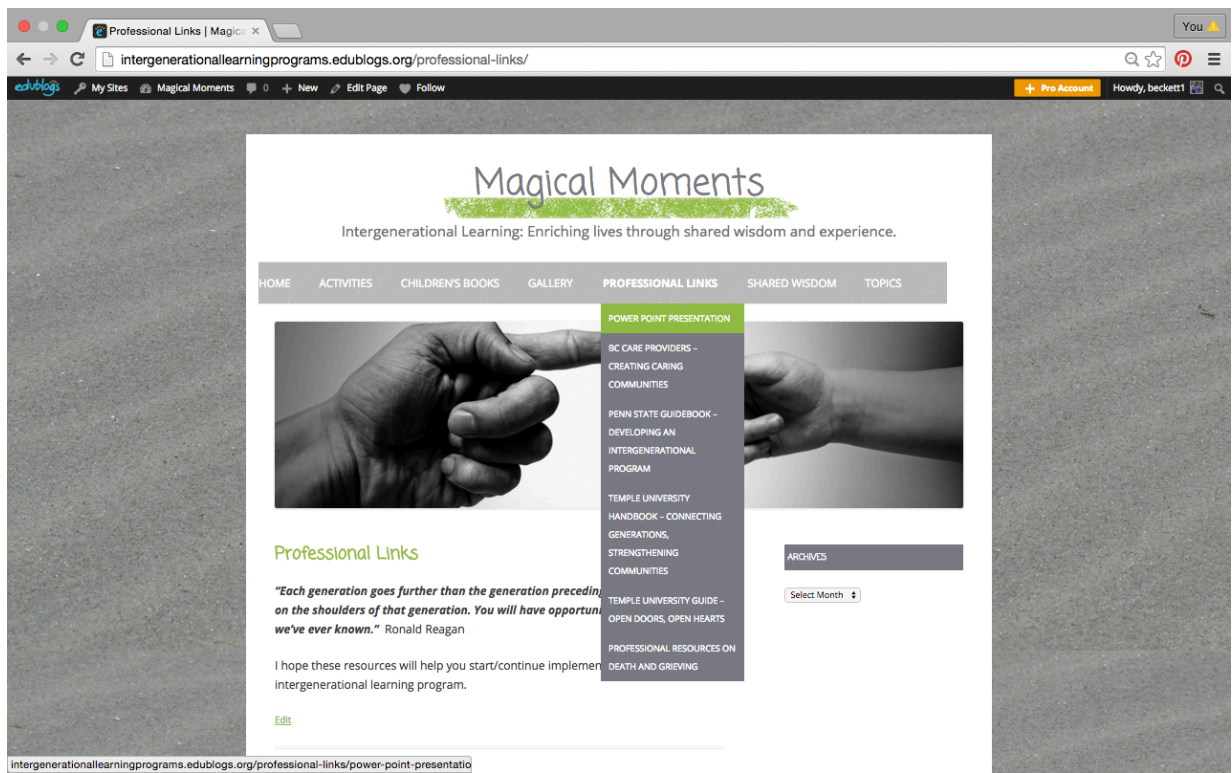 Professional Links | Magica
You
intergenerationallearningprograms.edublogs.org/professional-links/
edublogs My Sites Magical Moments 0 + New Edit Page Follow + Pro Account Howdy, beckett1
Magical Moments
Intergenerational Learning: Enriching lives through shared wisdom and experience.
HOME ACTIVITIES CHILDREN'S BOOKS GALLERY PROFESSIONAL LINKS SHARED WISDOM TOPICS
POWER POINT PRESENTATION
BC CARE PROVIDERS –
CREATING CARING
COMMUNITIES
PENN STATE GUIDEBOOK –
DEVELOPING AN
INTERGENERATIONAL
PROGRAM
TEMPLE UNIVERSITY
HANDBOOK – CONNECTING
GENERATIONS,
STRENGTHENING
COMMUNITIES
TEMPLE UNIVERSITY GUIDE –
OPEN DOORS, OPEN HEARTS
PROFESSIONAL RESOURCES ON
DEATH AND GRIEVING
Professional Links
"Each generation goes further than the generation preceding
on the shoulders of that generation. You will have opportuni
we've ever known." Ronald Reagan
I hope these resources will help you start/continue implemen
intergenerational learning program.
Edit
ARCHIVES
Select Month
intergenerationallearningprograms.edublogs.org/professional-links/power-point-presentatio